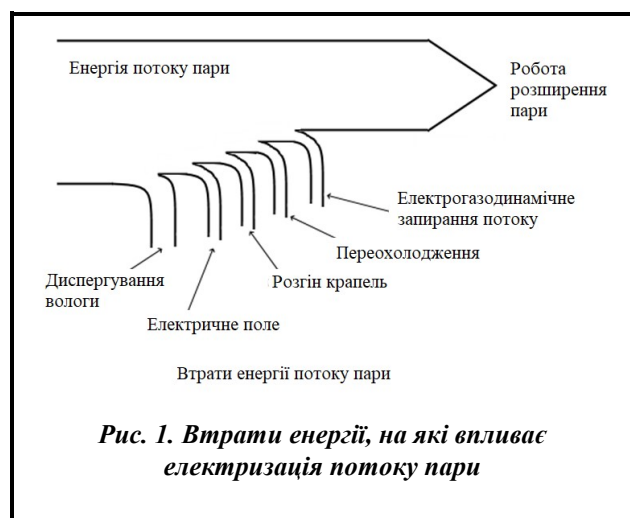 Енергія потоку пари
Робота
розширення
пари
Електрогазодинамічне
запирання потоку
Переохолодження
Розгін крапель
Диспергування
вологи
Електричне поле
Втрати енергії потоку пари
Рис. 1. Втрати енергії, на які впливає
електризація потоку пари